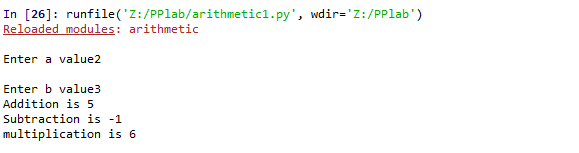 In [26]: runfile('Z:/PPlab/arithmetic1.py', wdir='Z:/PPlab')
Reloaded modules: arithmetic
Enter a value2
Enter b value3
Addition is 5
Subtraction is -1
multiplication is 6